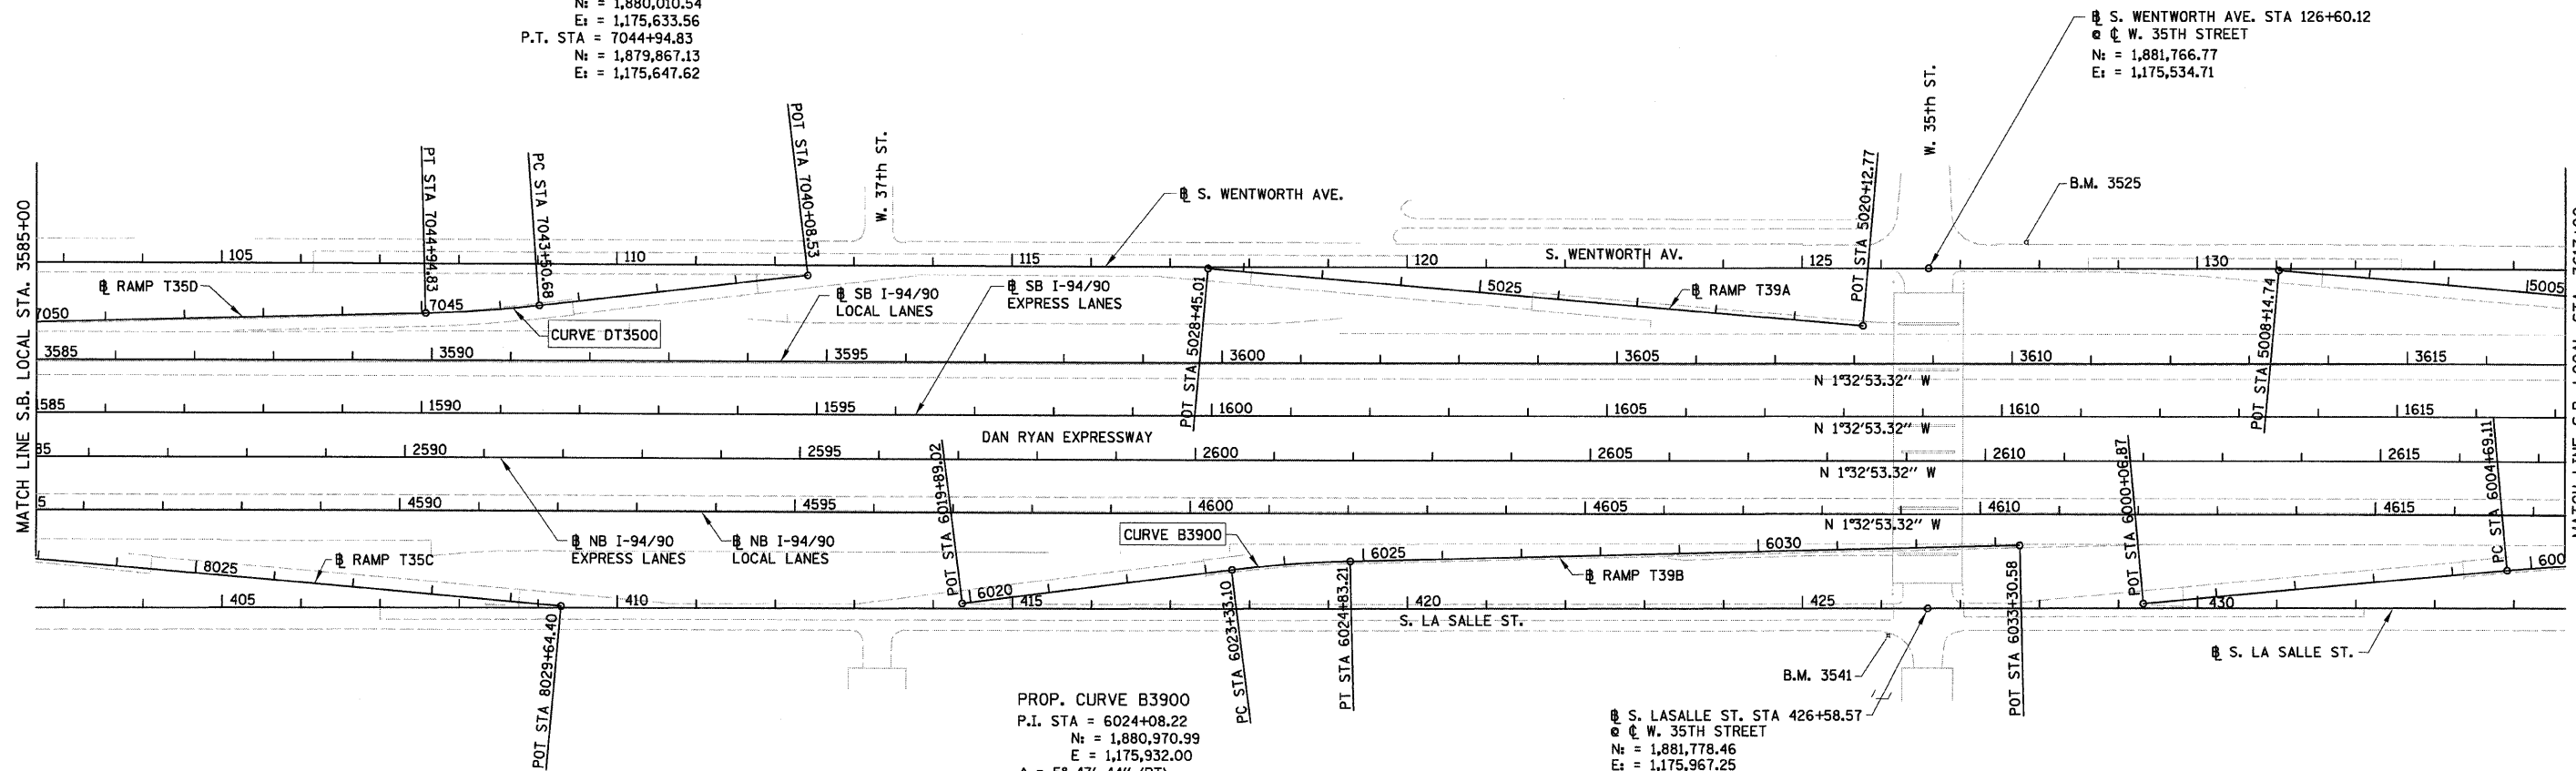 N: = 1,880,010.54
E: = 1,175,633.56
P.T. STA = 7044+94.83
N: = 1,879,867.13
E: = 1,175,647.62
℄ S. WENTWORTH AVE. STA 126+60.12
@ ℄ W. 35TH STREET
N: = 1,881,766.77
E: = 1,175,534.71
MATCH LINE S.B. LOCAL STA. 3585+00
PT STA 7044+94.83
PC STA 7043+50.68
POT STA 7040+08.53
W. 37th ST.
℄ S. WENTWORTH AVE.
POT STA 5020+12.77
W. 35th ST.
B.M. 3525
105
110
115
120
S. WENTWORTH AV.
125
130
℄ RAMP T35D
7050
7045
CURVE DT3500
℄ SB I-94/90
LOCAL LANES
℄ SB I-94/90
EXPRESS LANES
POT STA 5028+45.01
5025
℄ RAMP T39A
POT STA 5008+14.74
5005
3585
3590
3595
3600
3605
3610
3615
N 1°32'53.32" W
1585
1590
1595
1600
1605
1610
1615
DAN RYAN EXPRESSWAY
N 1°32'53.32" W
85
2590
2595
2600
2605
2610
2615
N 1°32'53.32" W
5
4590
4595
4600
4605
4610
4615
N 1°32'53.32" W
℄ RAMP T35C
8025
℄ NB I-94/90
EXPRESS LANES
℄ NB I-94/90
LOCAL LANES
POT STA 6019+89.02
CURVE B3900
6020
6025
6030
℄ RAMP T39B
POT STA 6000+06.87
PC STA 6004+69.11
600
405
410
415
420
425
430
S. LA SALLE ST.
℄ S. LA SALLE ST.
POT STA 8029+64.40
PC STA 6023+33.10
PT STA 6024+83.21
POT STA 6033+30.58
B.M. 3541
PROP. CURVE B3900
P.I. STA = 6024+08.22
N: = 1,880,970.99
E = 1,175,932.00
℄ S. LASALLE ST. STA 426+58.57
@ ℄ W. 35TH STREET
N: = 1,881,778.46
E: = 1,175,967.25